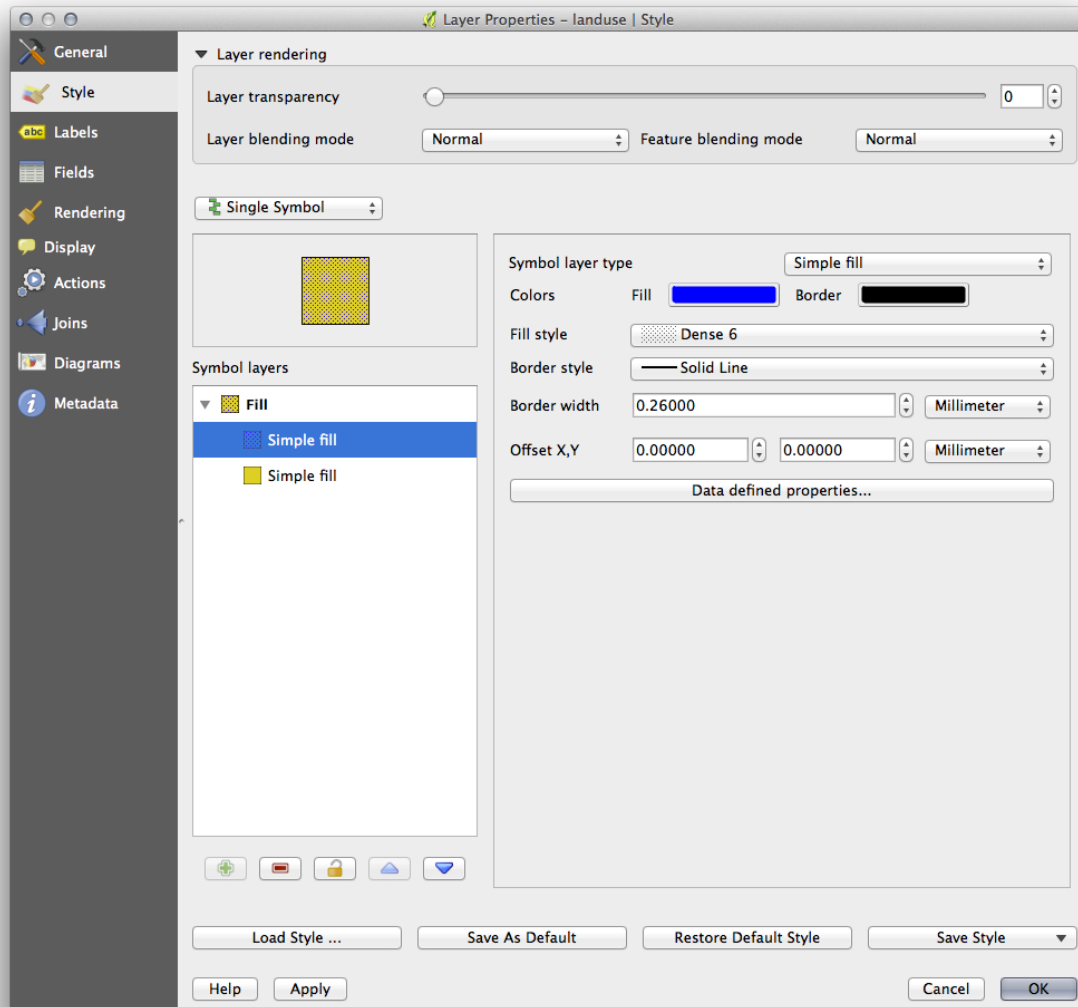 Layer Properties – landuse | Style
General
Style
abc Labels
Fields
Rendering
Display
Actions
Joins
Diagrams
i Metadata
Layer rendering
Layer transparency 0
Layer blending mode Normal Feature blending mode Normal
Single Symbol
Symbol layers
Fill
Simple fill
Simple fill
Symbol layer type Simple fill
Colors Fill Border
Fill style Dense 6
Border style Solid Line
Border width 0.26000 Millimeter
Offset X,Y 0.00000 0.00000 Millimeter
Data defined properties...
Load Style ... Save As Default Restore Default Style Save Style
Help Apply Cancel OK